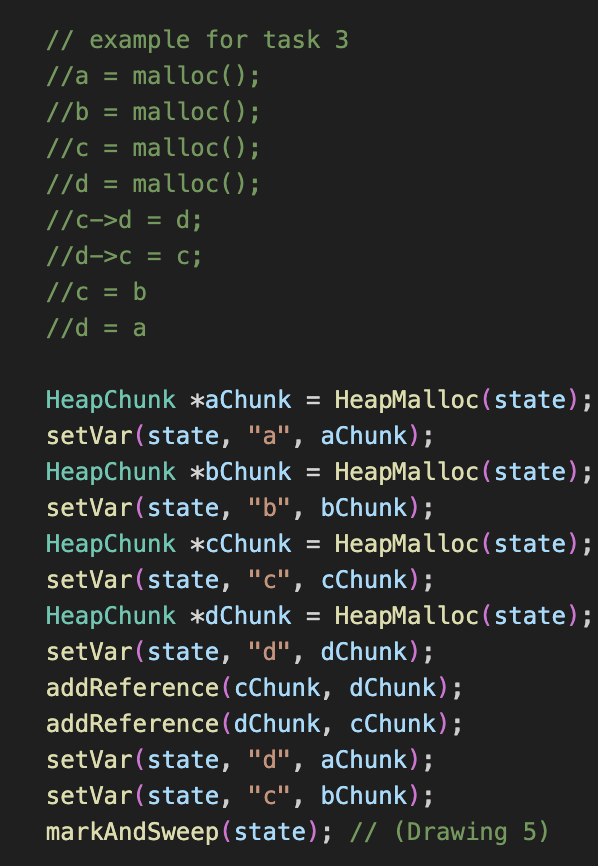 // example for task 3
//a = malloc();
//b = malloc();
//c = malloc();
//d = malloc();
//c->d = d;
//d->c = c;
//c = b
//d = a
HeapChunk *aChunk = HeapMalloc(state);
setVar(state, "a", aChunk);
HeapChunk *bChunk = HeapMalloc(state);
setVar(state, "b", bChunk);
HeapChunk *cChunk = HeapMalloc(state);
setVar(state, "c", cChunk);
HeapChunk *dChunk = HeapMalloc(state);
setVar(state, "d", dChunk);
addReference(cChunk, dChunk);
addReference(dChunk, cChunk);
setVar(state, "d", aChunk);
setVar(state, "c", bChunk);
markAndSweep(state); // (Drawing 5)